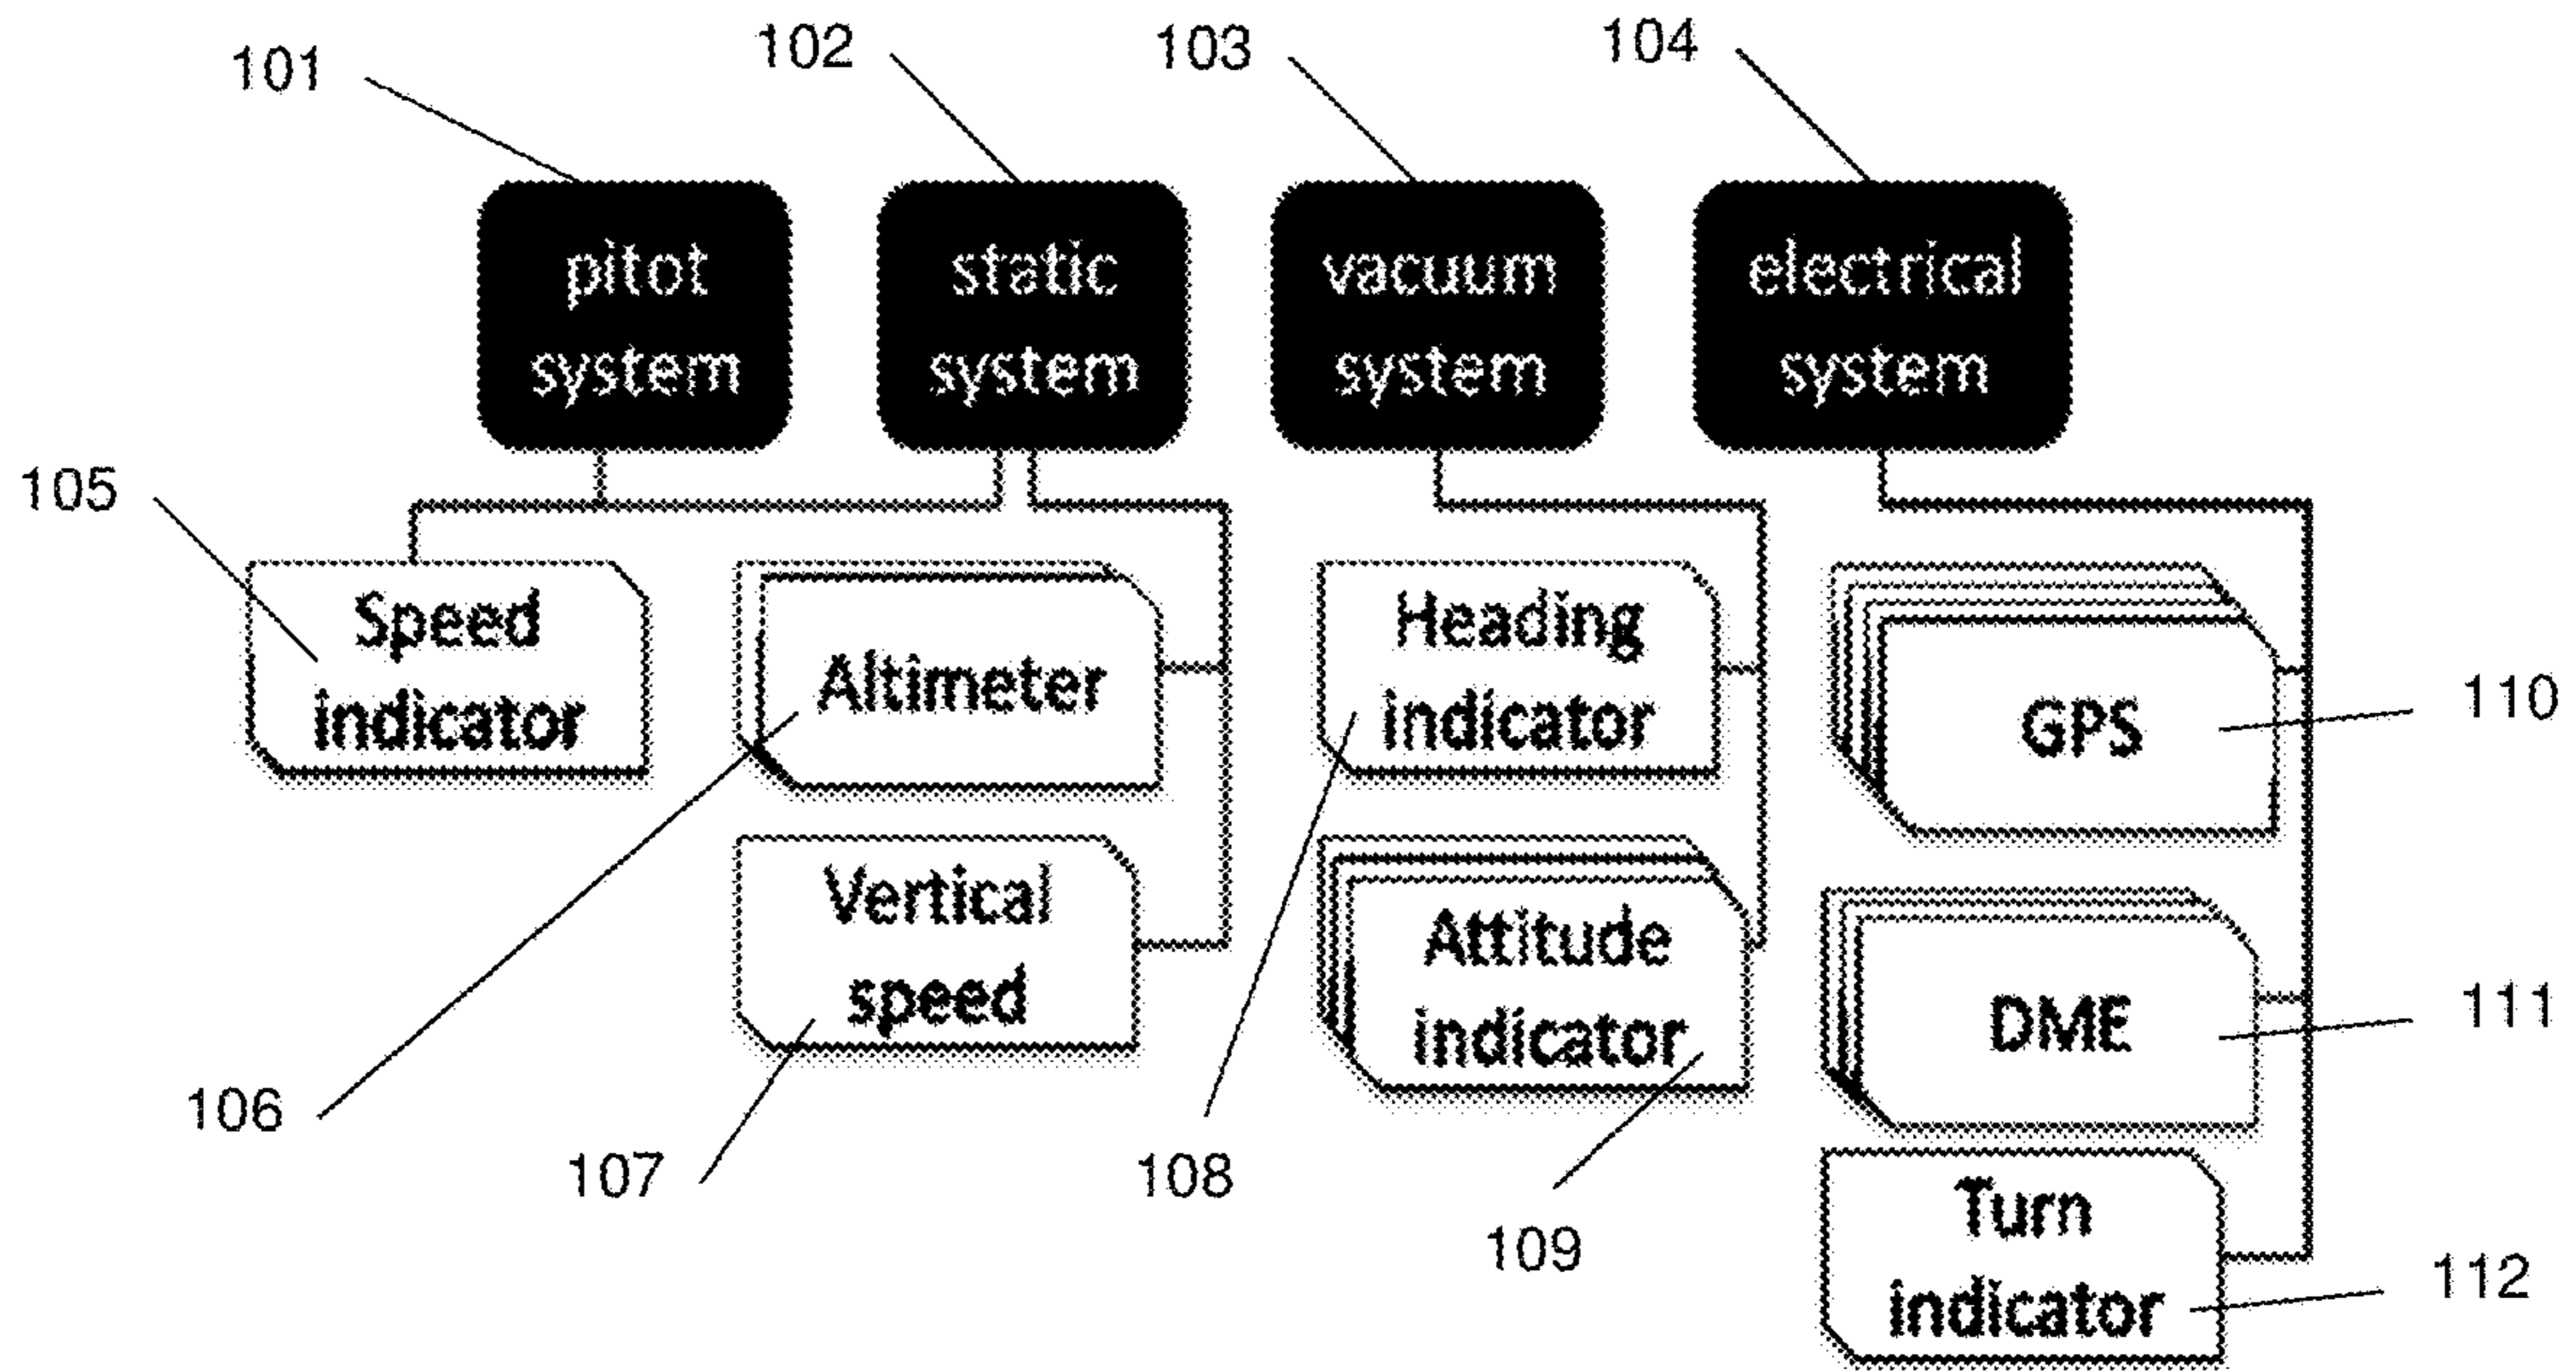 101
102
103
104
pitot
system
static
system
vacuum
system
electrical
system
105
Speed
indicator
Altimeter
Heading
indicator
GPS
110
Vertical
speed
Attitude
indicator
DME
111
106
107
108
109
Turn
indicator
112